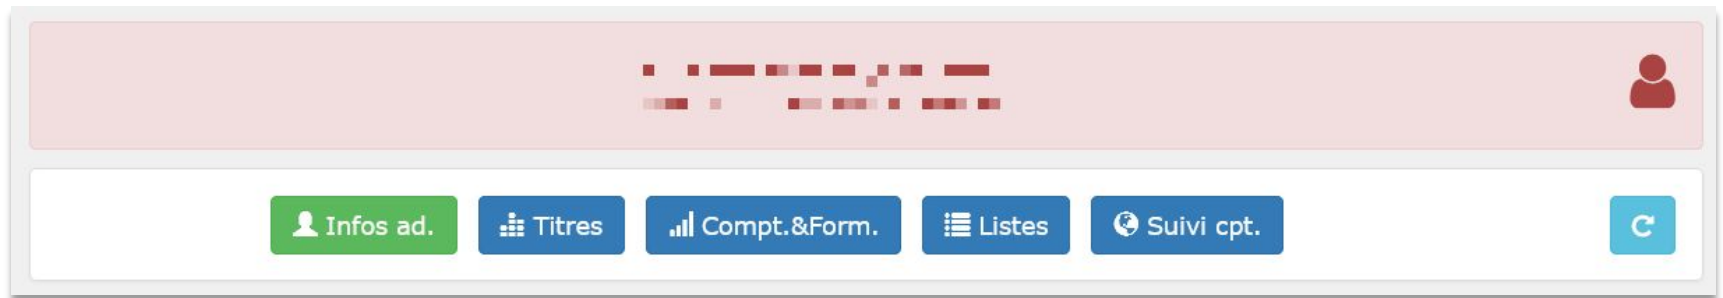 Infos ad.
Titres
Compt.&Form.
Listes
Suivi cpt.